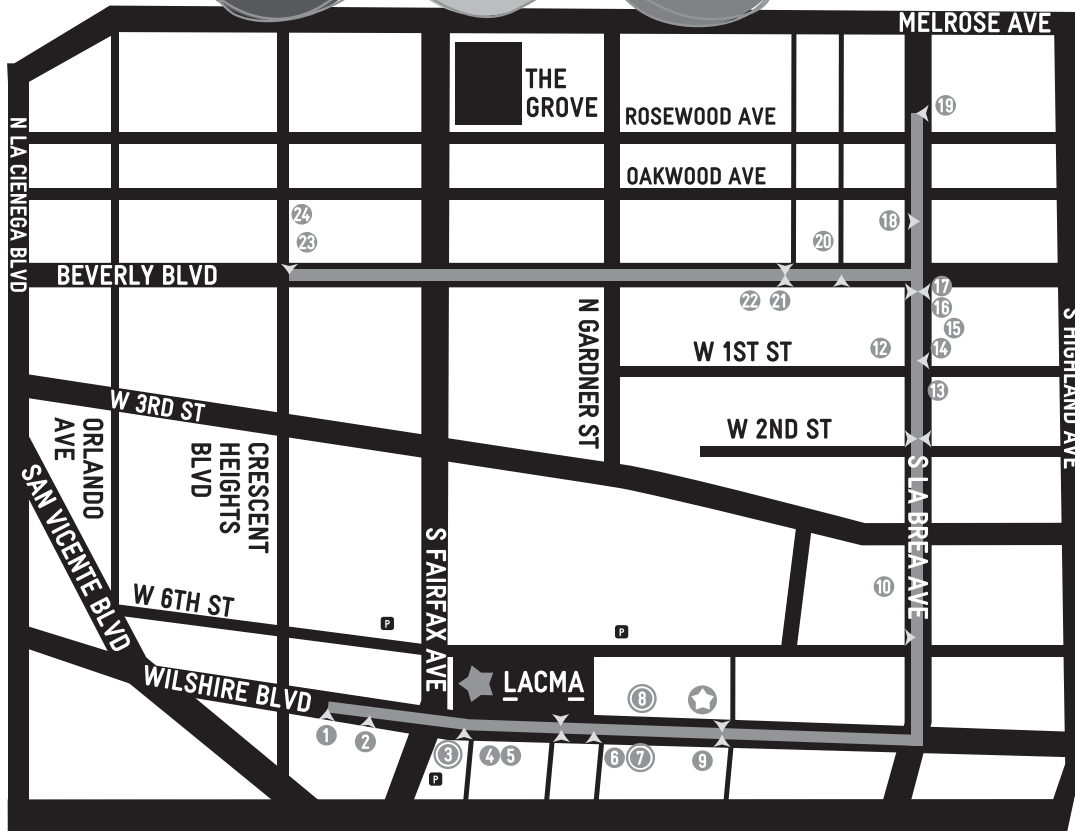 MELROSE AVE
THE
GROVE
ROSEWOOD AVE
19
N LA CIENEGA BLVD
OAKWOOD AVE
24
18
23
20
BEVERLY BLVD
22
21
17
16
15
14
12
13
N GARDNER ST
W 1ST ST
S HIGHLAND AVE
W 3RD ST
ORLANDO
AVE
CRESCENT
HEIGHTS
BLVD
W 2ND ST
SAN VICENTE BLVD
S FAIRFAX AVE
S LA BREA AVE
10
W 6TH ST
P
P
WILSHIRE BLVD
LACMA
8
1
2
3
4
5
6
7
9
P